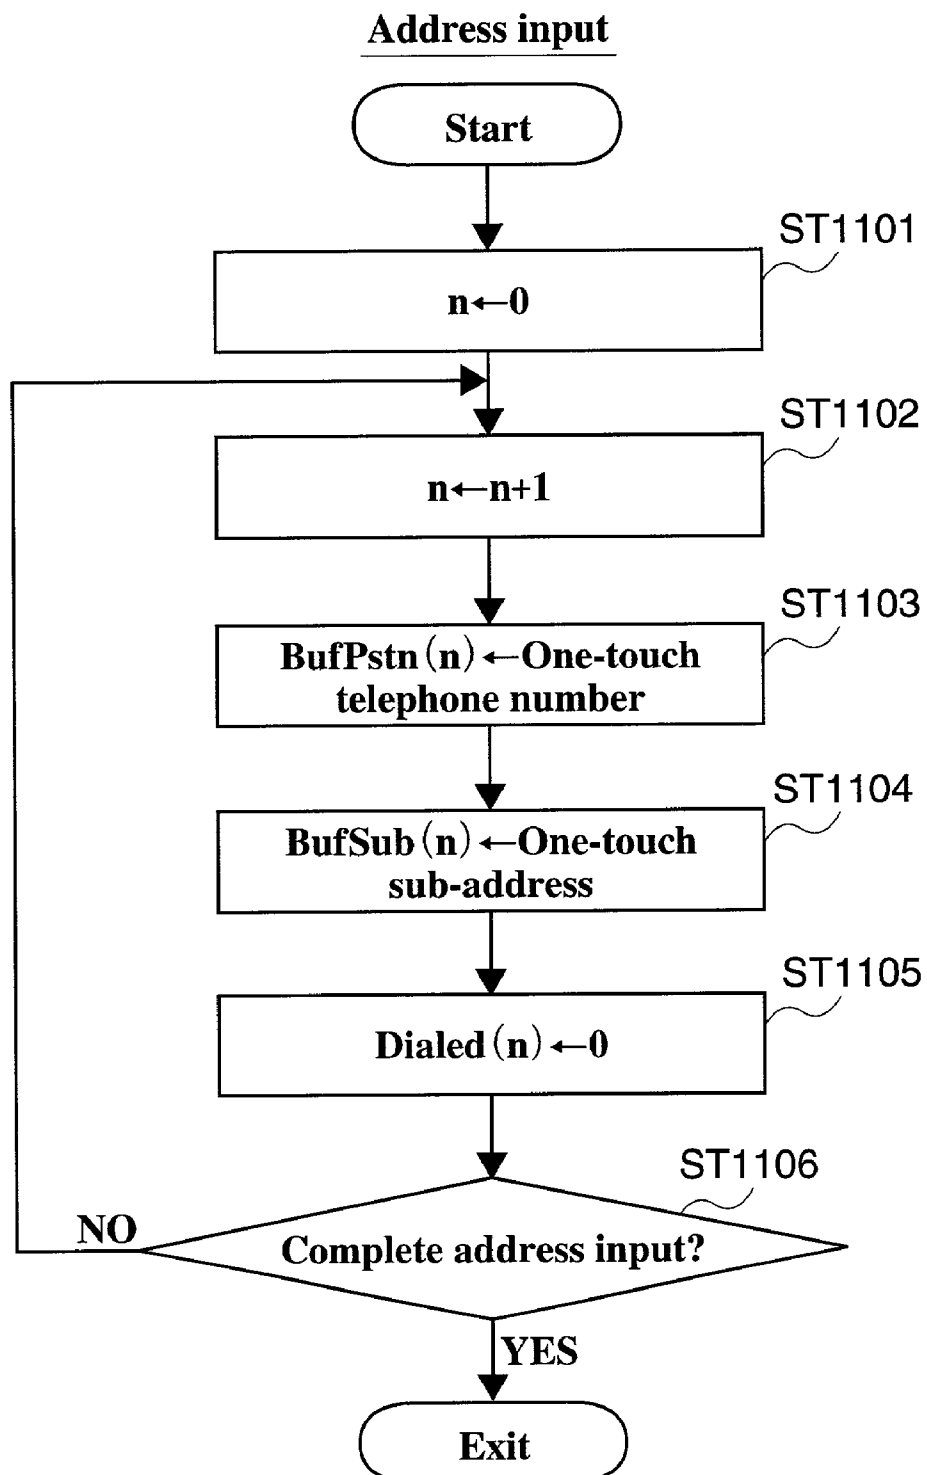 Address input
Start
ST1101
n←0
ST1102
n←n+1
ST1103
BufPstn(n)←One-touch
telephone number
ST1104
BufSub(n)←One-touch
sub-address
ST1105
Dialed(n)←0
ST1106
NO
Complete address input?
YES
Exit